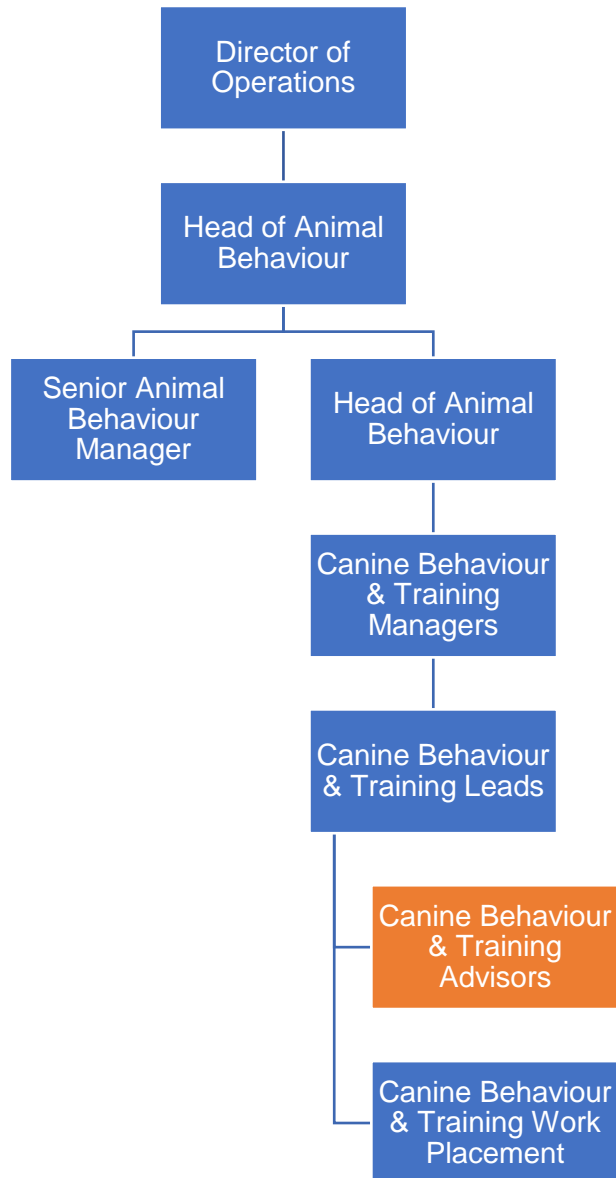 Director of
Operations
Head of Animal
Behaviour
Senior Animal
Behaviour
Manager
Head of Animal
Behaviour
Canine Behaviour
& Training
Managers
Canine Behaviour
& Training Leads
Canine Behaviour
& Training
Advisors
Canine Behaviour
& Training Work
Placement